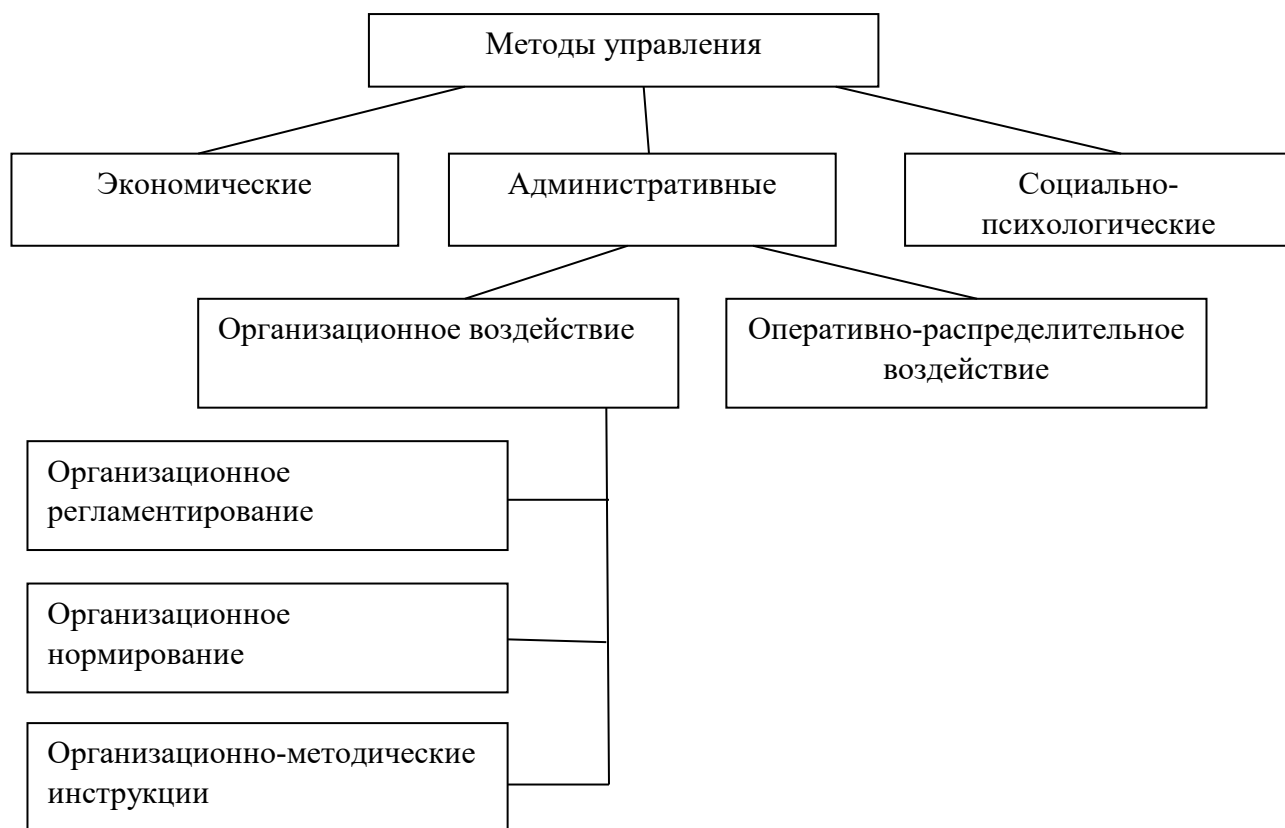 Методы управления
Экономические
Административные
Социально-
психологические
Организационное воздействие
Оперативно-распределительное
воздействие
Организационное
регламентирование
Организационное
нормирование
Организационно-методические
инструкции